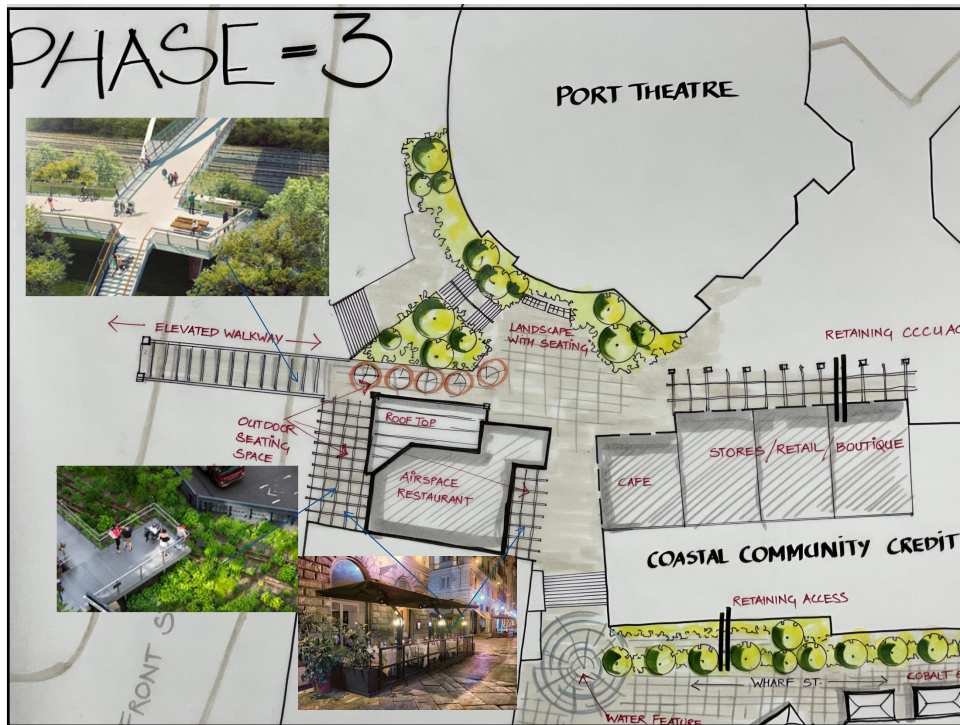 PHASE = 3
PORT THEATRE
ELEVATED WALKWAY
LANDSCAPE
WITH SEATING
RETAINING CCCU AC
OUTDOOR
SEATING
SPACE
ROOF TOP
AIRSPACE
RESTAURANT
CAFE
STORES/RETAIL/BOUTIQUE
COASTAL COMMUNITY CREDIT
RETAINING ACCESS
WHARF ST.
COBALT
FRONT S
WATER FEATURE